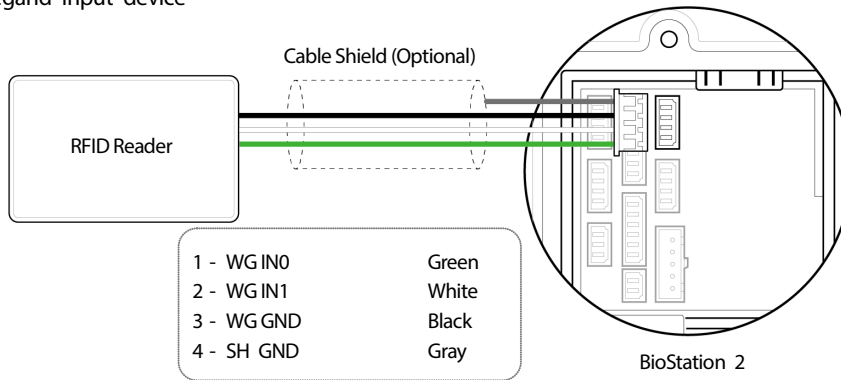 input device
Cable Shield (Optional)
RFID Reader
1 - WG IN0 Green
2 - WG IN1 White
3 - WG GND Black
4 - SH GND Gray
BioStation 2